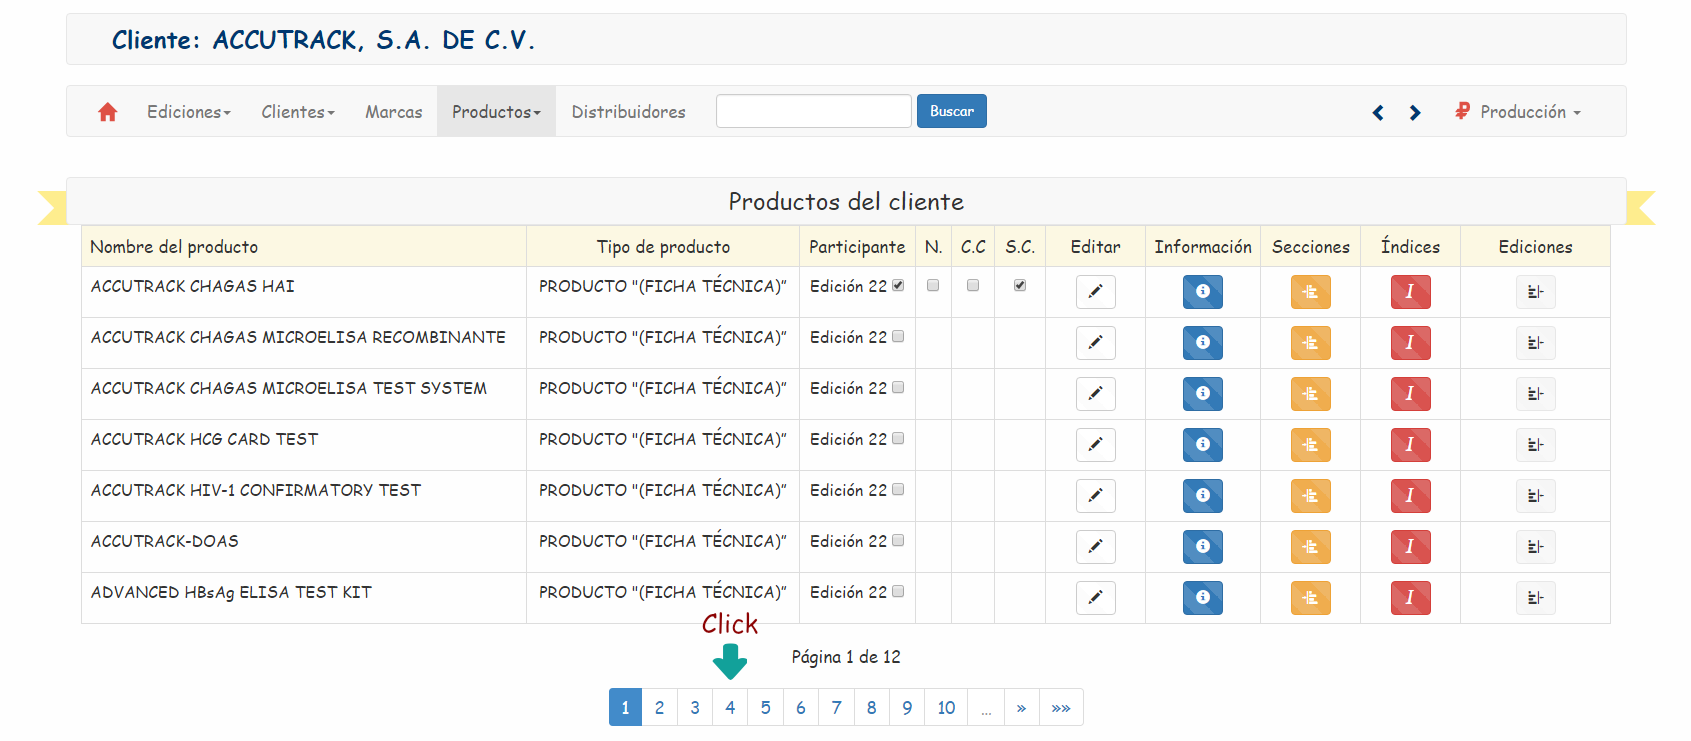 Cliente: ACCUTRACK, S.A. DE C.V.
Ediciones Clientes Marcas Productos Distribuidores Buscar Producción
Productos del cliente
Nombre del producto Tipo de producto Participante N. C.C S.C. Editar Información Secciones Índices Ediciones
ACCUTRACK CHAGAS HAI PRODUCTO "(FICHA TÉCNICA)" Edición 22
ACCUTRACK CHAGAS MICROELISA RECOMBINANTE PRODUCTO "(FICHA TÉCNICA)" Edición 22
ACCUTRACK CHAGAS MICROELISA TEST SYSTEM PRODUCTO "(FICHA TÉCNICA)" Edición 22
ACCUTRACK HCG CARD TEST PRODUCTO "(FICHA TÉCNICA)" Edición 22
ACCUTRACK HIV-1 CONFIRMATORY TEST PRODUCTO "(FICHA TÉCNICA)" Edición 22
ACCUTRACK-DOAS PRODUCTO "(FICHA TÉCNICA)" Edición 22
ADVANCED HBsAg ELISA TEST KIT PRODUCTO "(FICHA TÉCNICA)" Edición 22
Click
Página 1 de 12
1 2 3 4 5 6 7 8 9 10 ... » »»